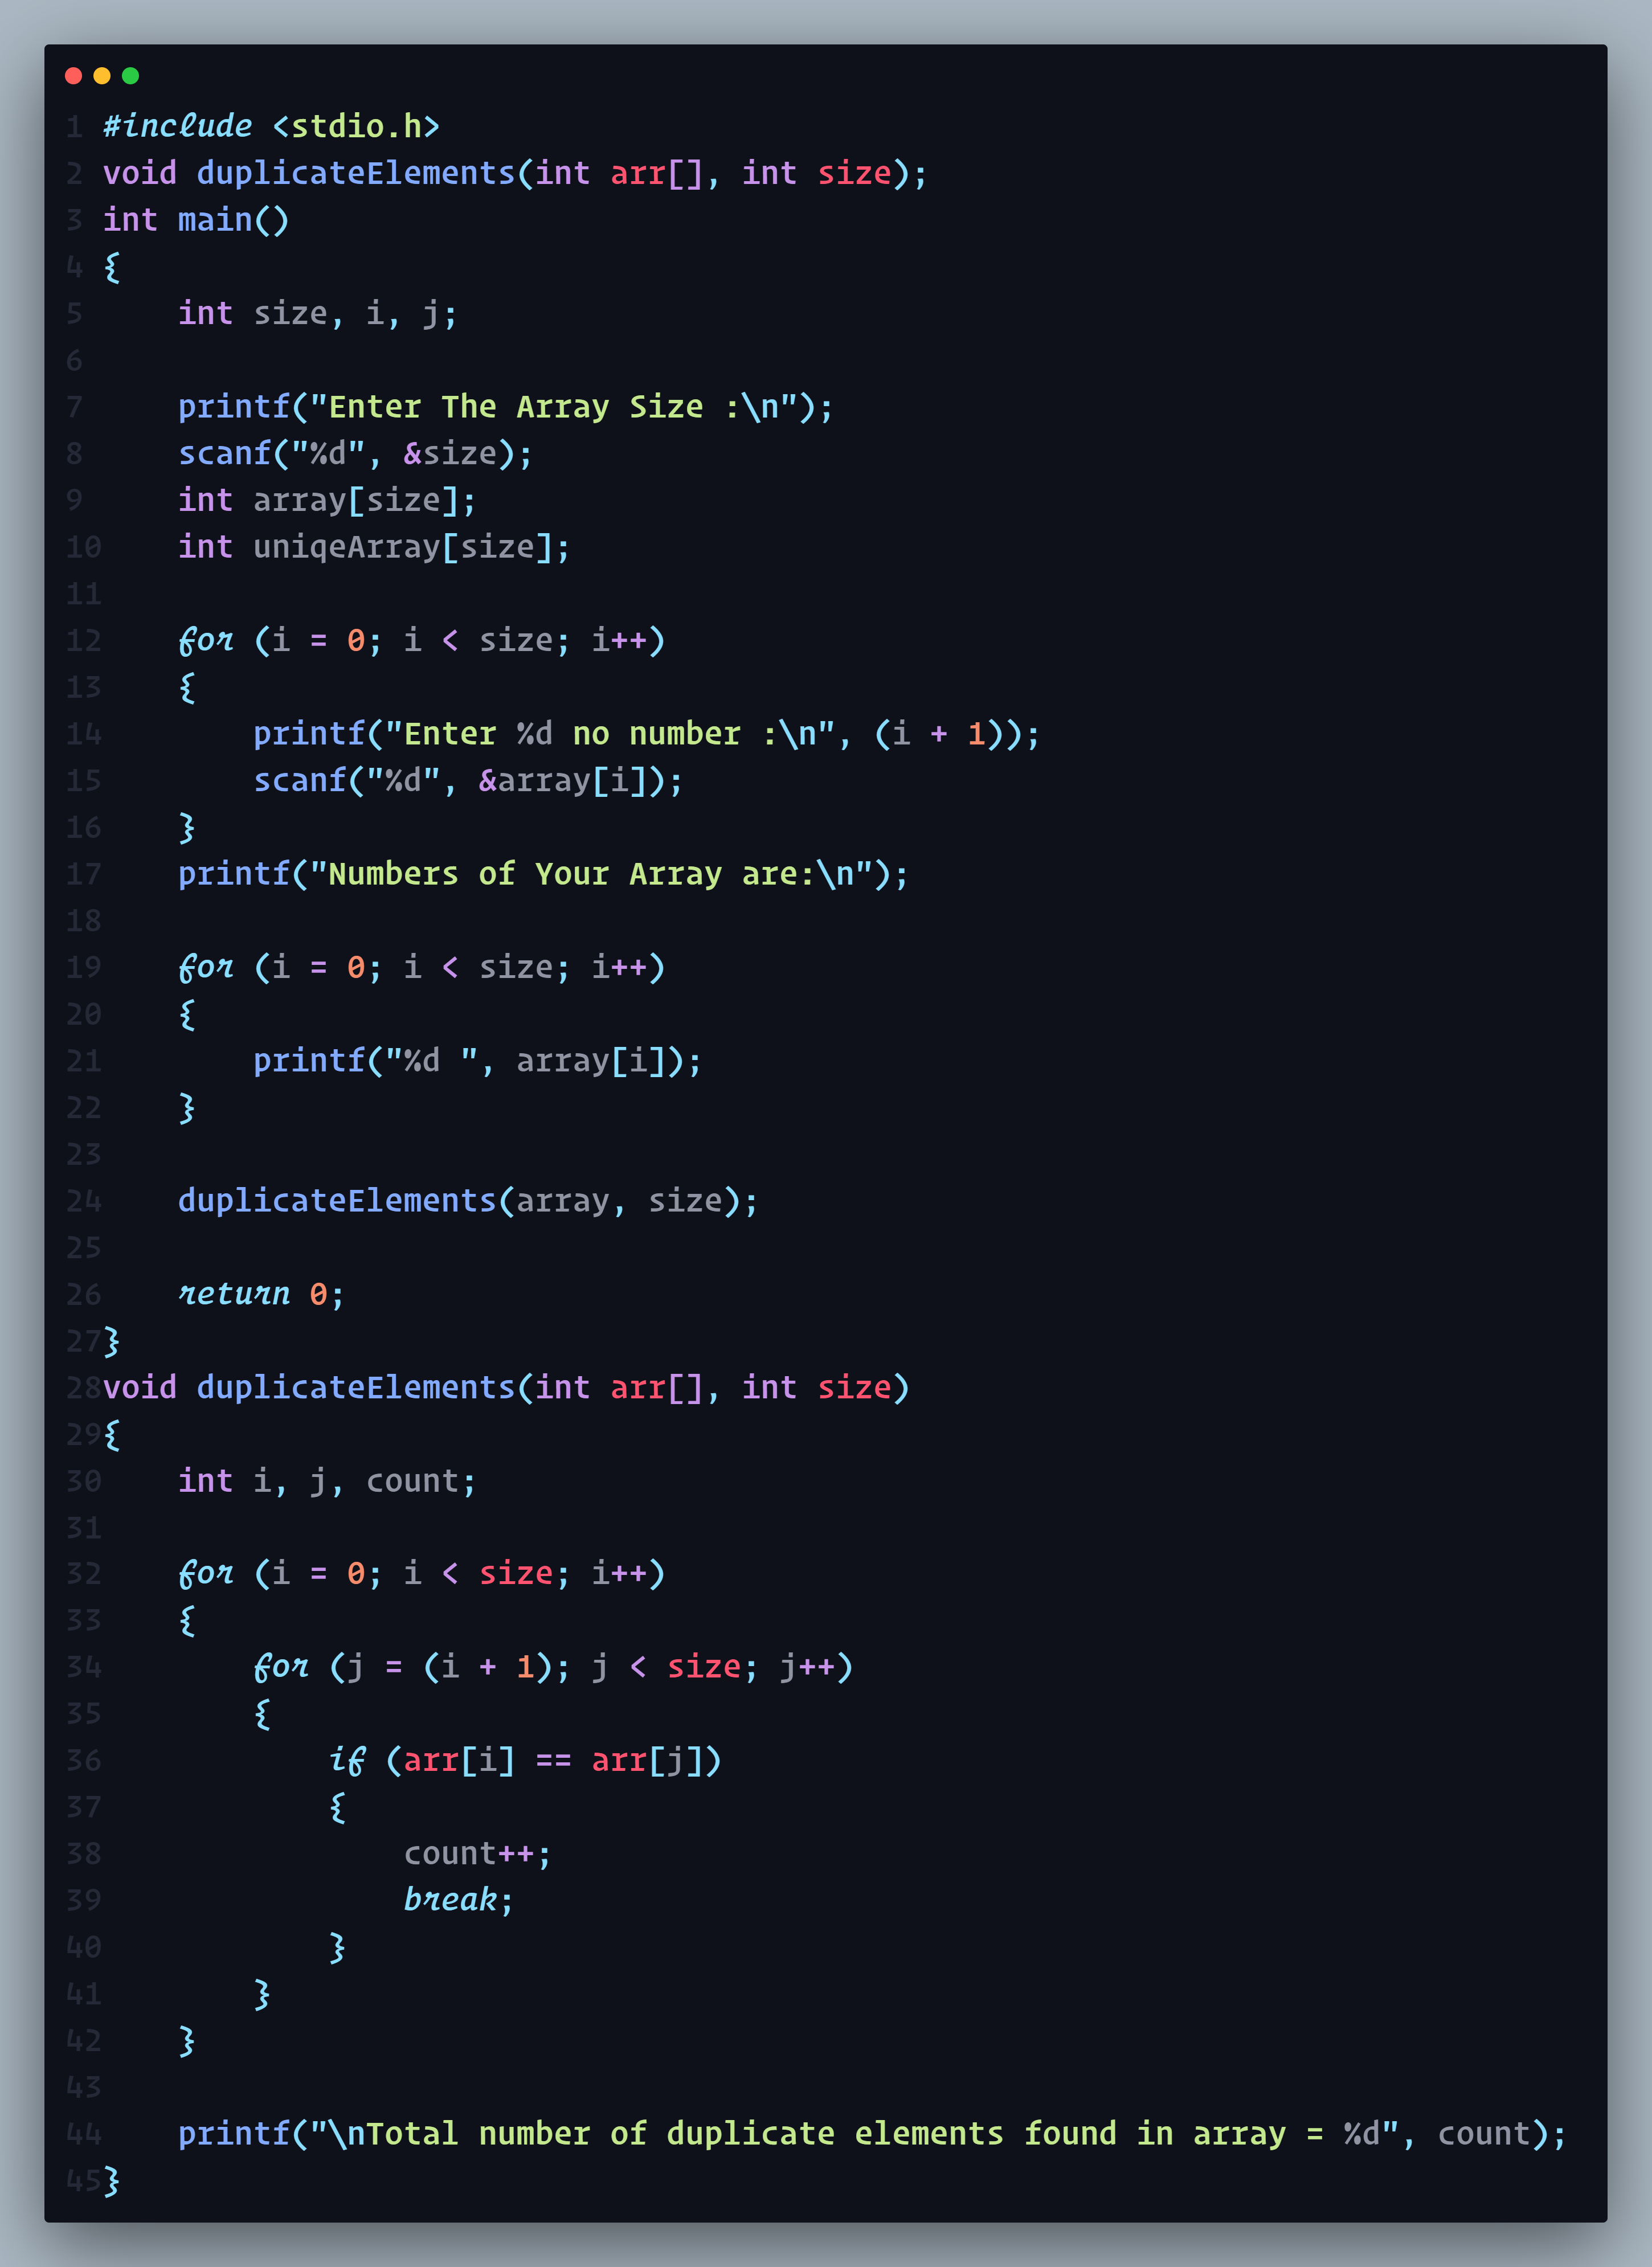 1 #include <stdio.h>
2 void duplicateElements(int arr[], int size);
3 int main()
4 {
5     int size, i, j;
6
7     printf("Enter The Array Size :\n");
8     scanf("%d", &size);
9     int array[size];
10     int uniqeArray[size];
11
12     for (i = 0; i < size; i++)
13     {
14         printf("Enter %d no number :\n", (i + 1));
15         scanf("%d", &array[i]);
16     }
17     printf("Numbers of Your Array are:\n");
18
19     for (i = 0; i < size; i++)
20     {
21         printf("%d ", array[i]);
22     }
23
24     duplicateElements(array, size);
25
26     return 0;
27 }
28 void duplicateElements(int arr[], int size)
29 {
30     int i, j, count;
31
32     for (i = 0; i < size; i++)
33     {
34         for (j = (i + 1); j < size; j++)
35         {
36             if (arr[i] == arr[j])
37             {
38                 count++;
39                 break;
40             }
41         }
42     }
43
44     printf("\nTotal number of duplicate elements found in array = %d", count);
45 }